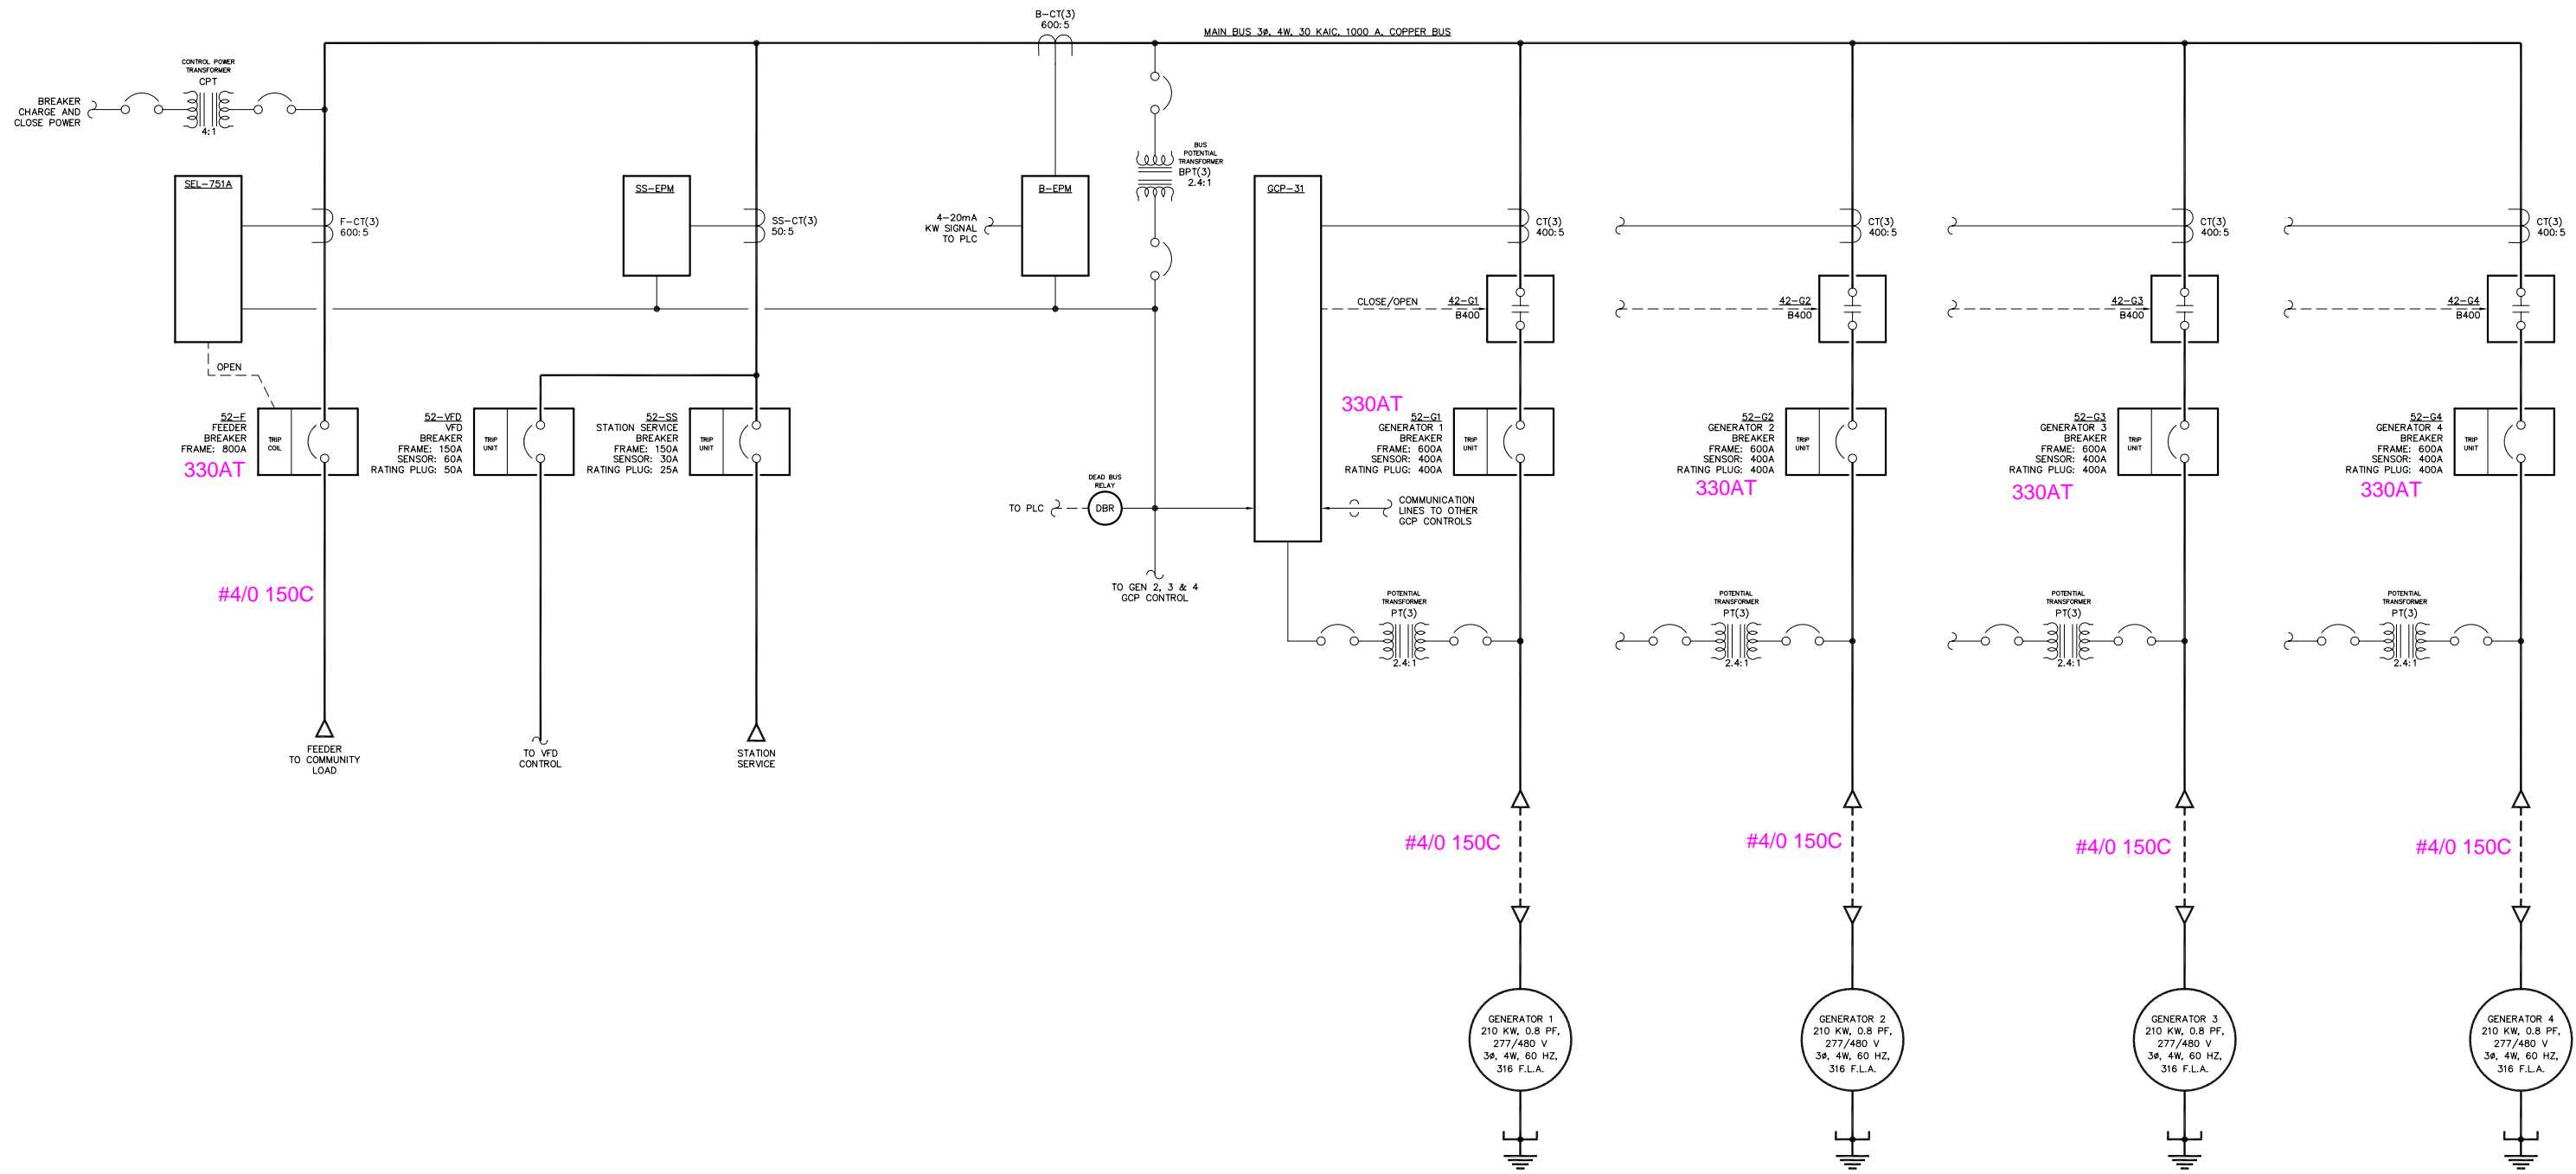 B-CT(3)
600:5
MAIN BUS 3ø, 4W, 30 KAIC, 1000 A, COPPER BUS
CONTROL POWER
TRANSFORMER
CPT
4:1
BREAKER
CHARGE AND
CLOSE POWER
BUS
POTENTIAL
TRANSFORMER
BPT(3)
2.4:1
SEL-751A
F-CT(3)
600:5
SS-EPM
SS-CT(3)
50:5
4-20mA
KW SIGNAL
TO PLC
B-EPM
GCP-31
CT(3)
400:5
CT(3)
400:5
CT(3)
400:5
CT(3)
400:5
CLOSE/OPEN
42-G1
B400
42-G2
B400
42-G3
B400
42-G4
B400
OPEN
52-F
FEEDER
BREAKER
FRAME: 800A
330AT
TRIP
COIL
52-VFD
VFD
BREAKER
FRAME: 150A
SENSOR: 60A
RATING PLUG: 50A
TRIP
UNIT
52-SS
STATION SERVICE
BREAKER
FRAME: 150A
SENSOR: 30A
RATING PLUG: 25A
TRIP
UNIT
330AT
52-G1
GENERATOR 1
BREAKER
FRAME: 600A
SENSOR: 400A
RATING PLUG: 400A
TRIP
UNIT
52-G2
GENERATOR 2
BREAKER
FRAME: 600A
SENSOR: 400A
RATING PLUG: 400A
330AT
TRIP
UNIT
52-G3
GENERATOR 3
BREAKER
FRAME: 600A
SENSOR: 400A
RATING PLUG: 400A
330AT
TRIP
UNIT
52-G4
GENERATOR 4
BREAKER
FRAME: 600A
SENSOR: 400A
RATING PLUG: 400A
330AT
TRIP
UNIT
TO PLC
DEAD BUS
RELAY
DBR
COMMUNICATION
LINES TO OTHER
GCP CONTROLS
#4/0 150C
TO GEN 2, 3 & 4
GCP CONTROL
POTENTIAL
TRANSFORMER
PT(3)
2.4:1
POTENTIAL
TRANSFORMER
PT(3)
2.4:1
POTENTIAL
TRANSFORMER
PT(3)
2.4:1
POTENTIAL
TRANSFORMER
PT(3)
2.4:1
FEEDER
TO COMMUNITY
LOAD
TO VFD
CONTROL
STATION
SERVICE
#4/0 150C
#4/0 150C
#4/0 150C
#4/0 150C
GENERATOR 1
210 KW, 0.8 PF,
277/480 V
3ø, 4W, 60 HZ,
316 F.L.A.
GENERATOR 2
210 KW, 0.8 PF,
277/480 V
3ø, 4W, 60 HZ,
316 F.L.A.
GENERATOR 3
210 KW, 0.8 PF,
277/480 V
3ø, 4W, 60 HZ,
316 F.L.A.
GENERATOR 4
210 KW, 0.8 PF,
277/480 V
3ø, 4W, 60 HZ,
316 F.L.A.